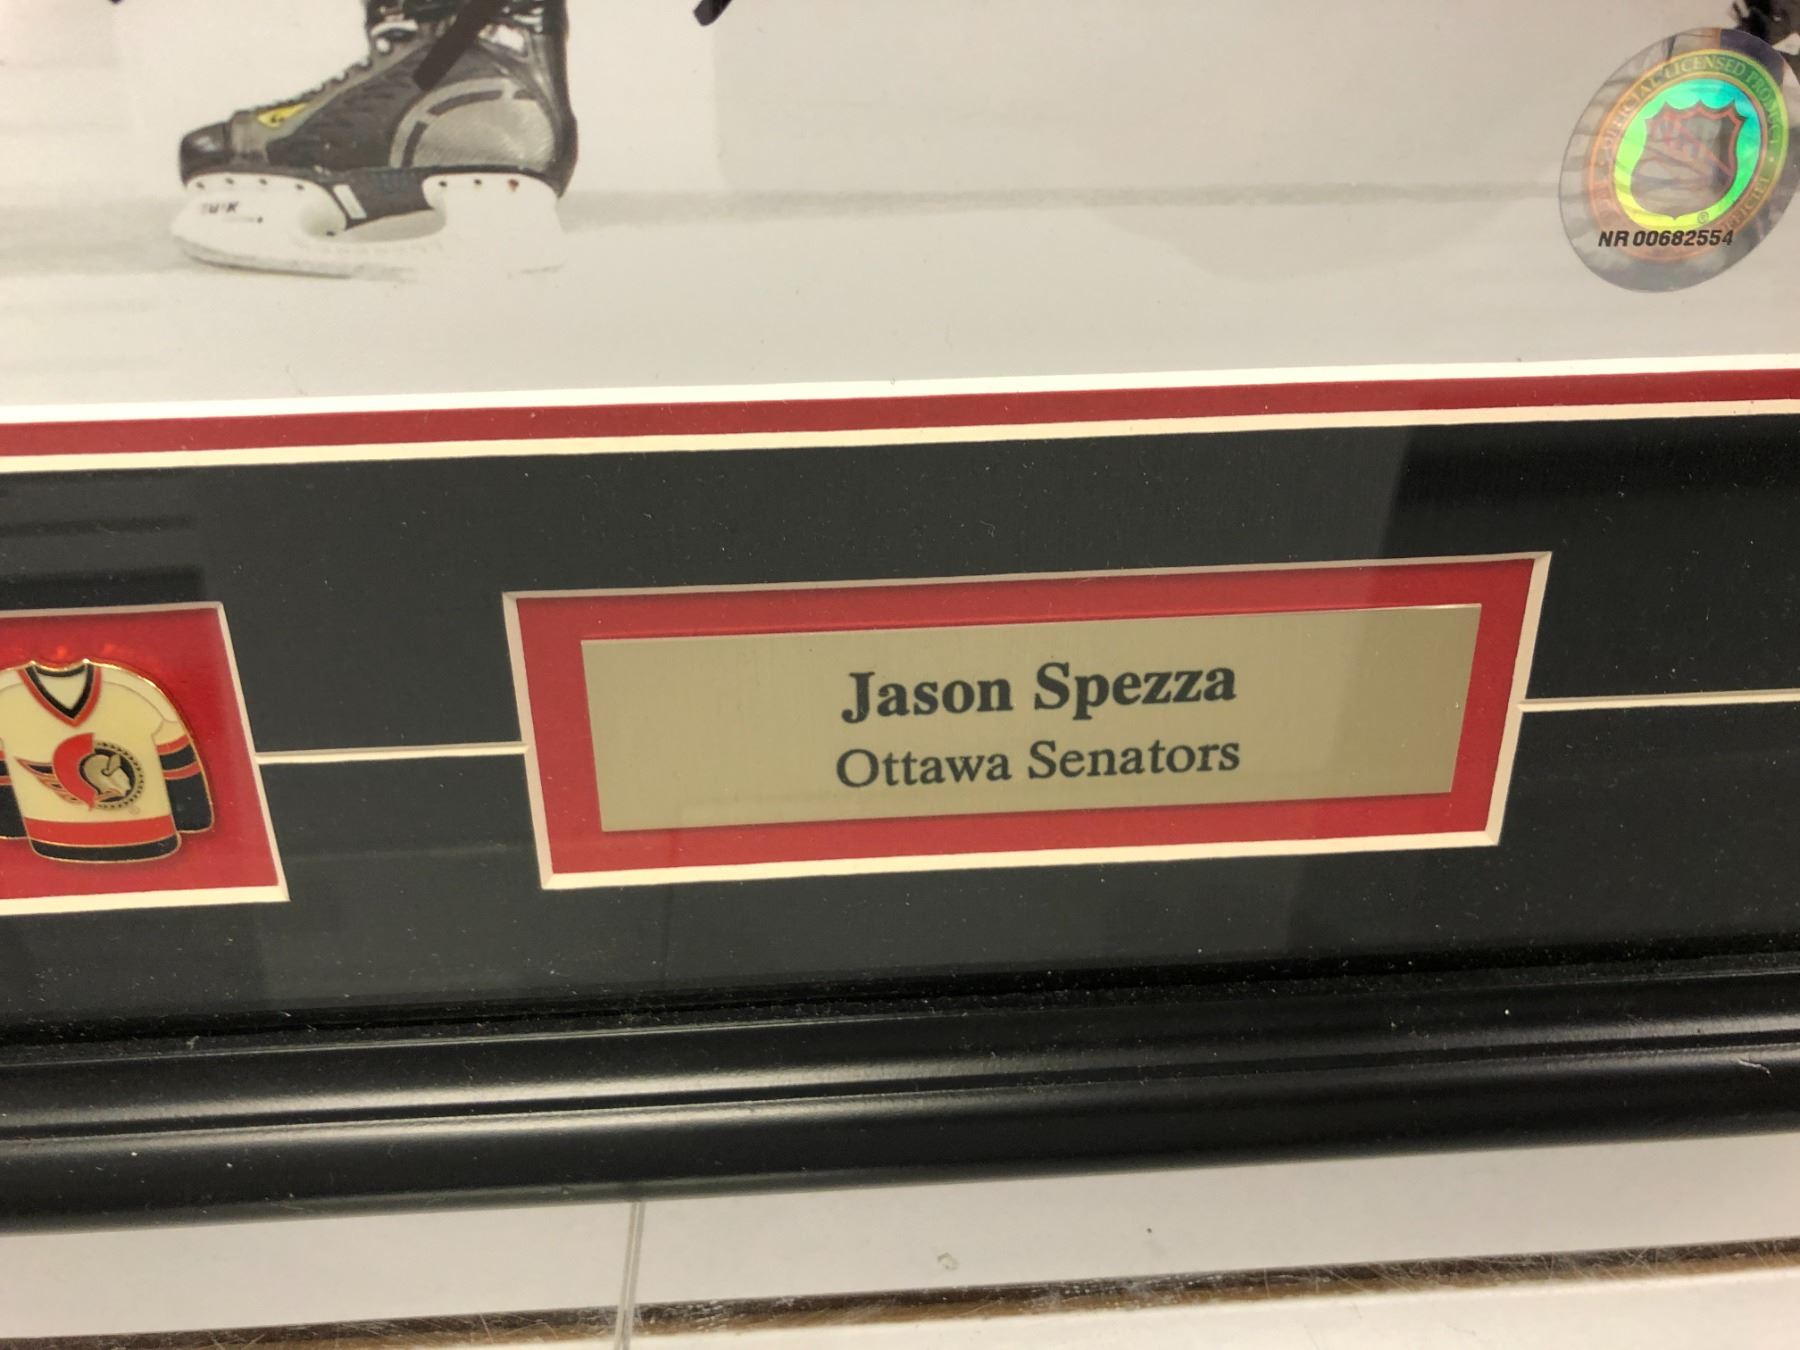 NR 00682554
Jason Spezza
Ottawa Senators